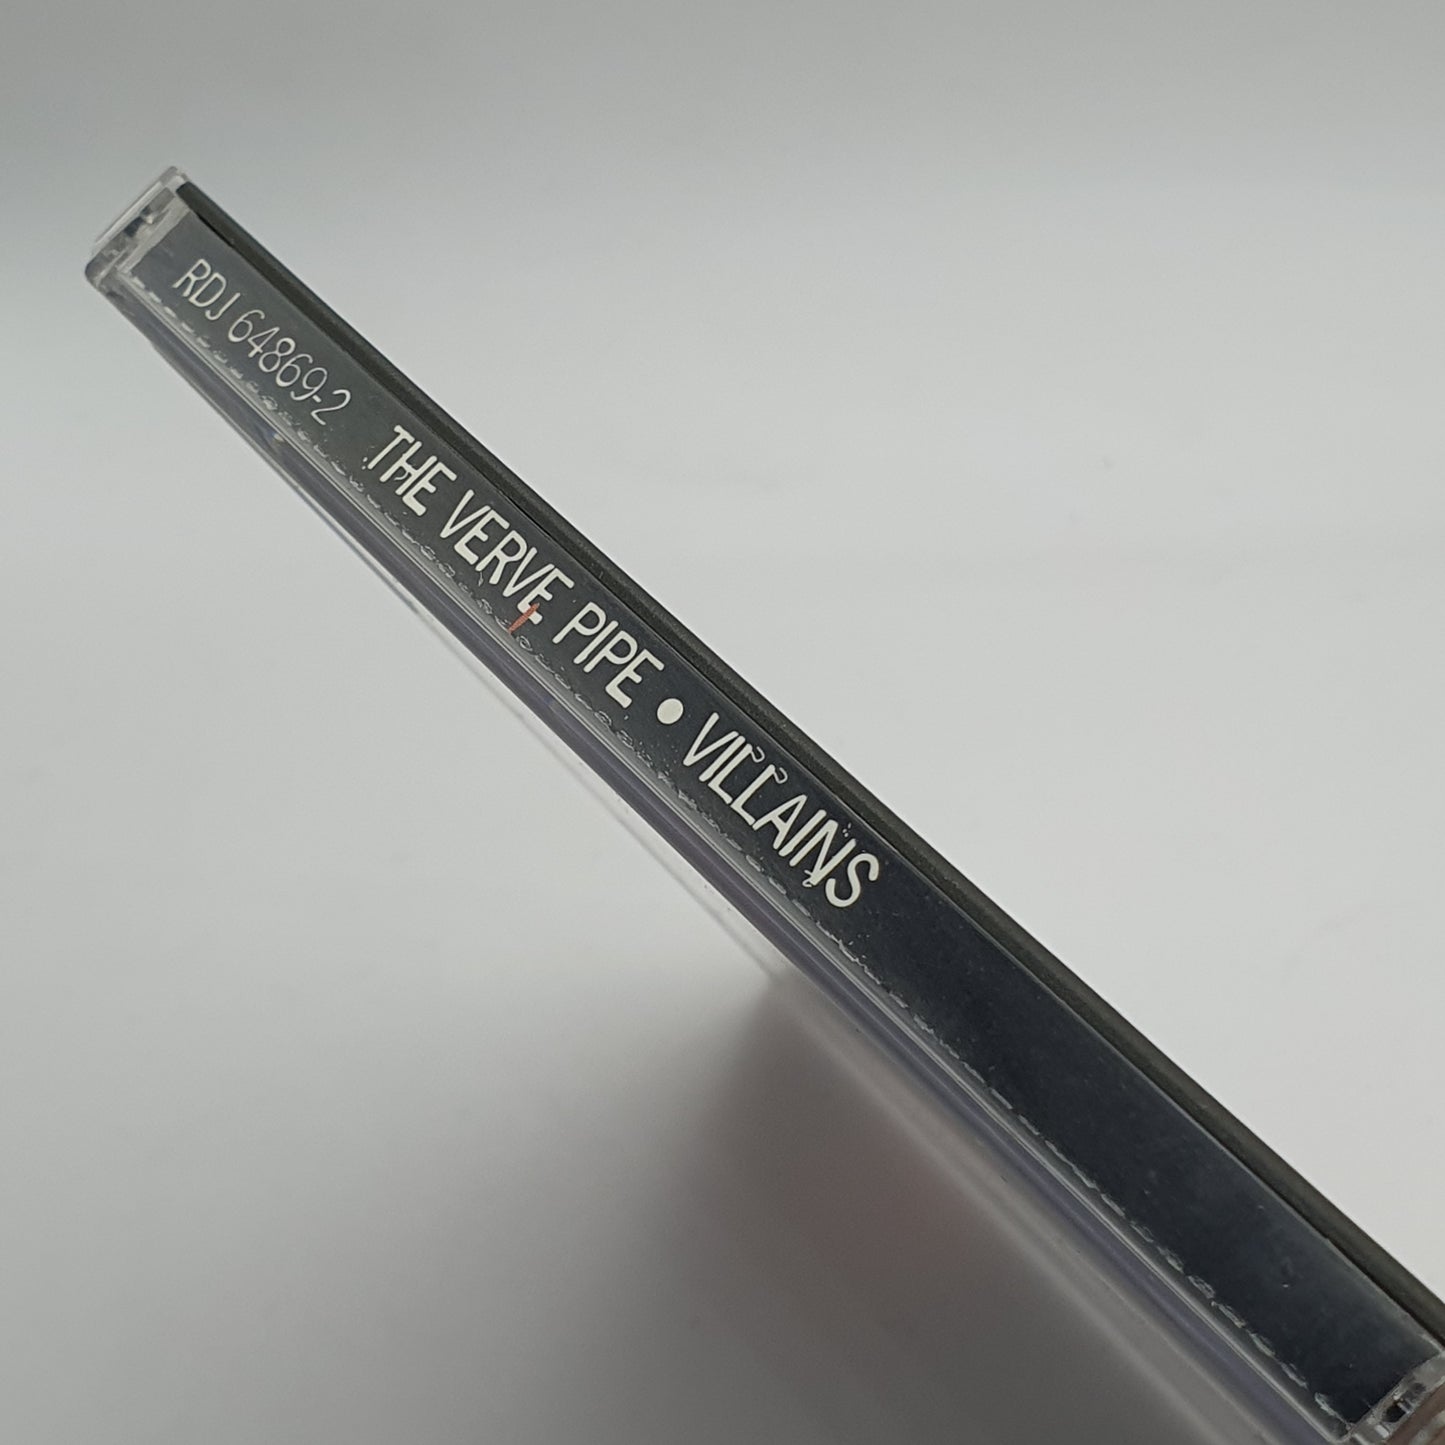 RDJ 64869-2 THE VERVE PIPE • VILLAINS